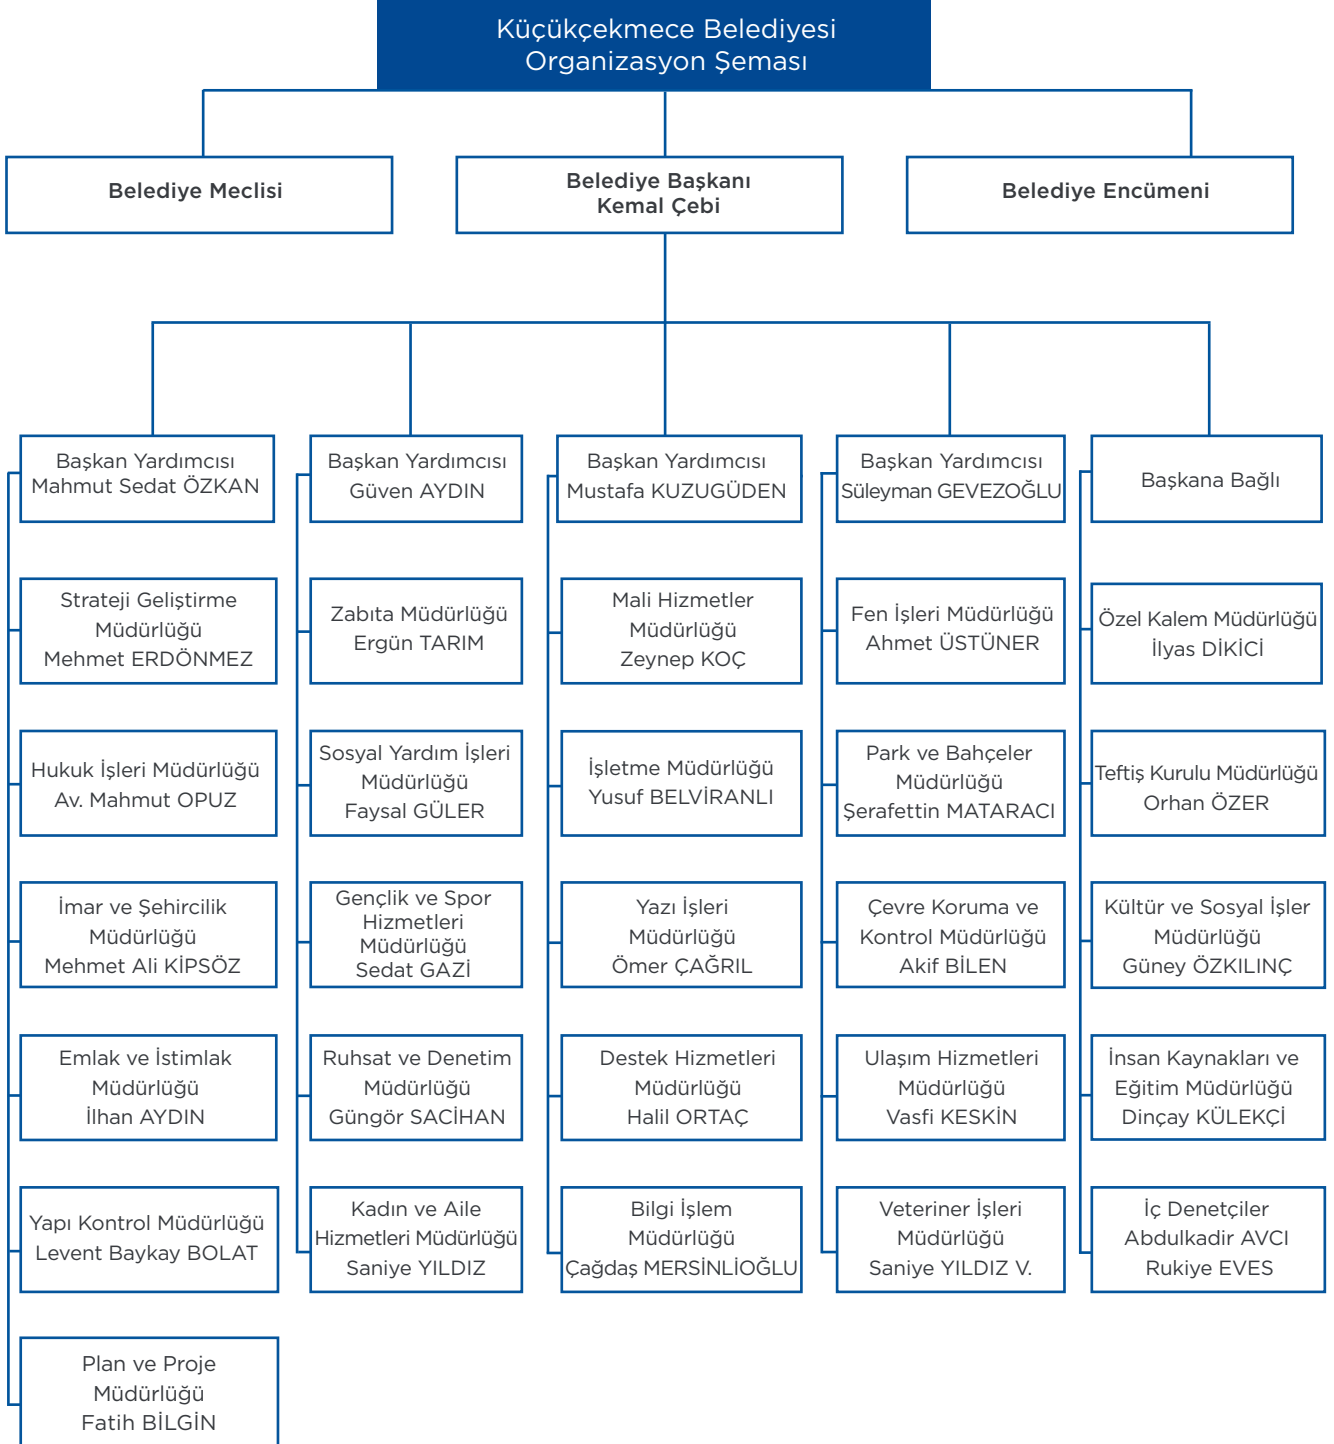 Küçükçekmece Belediyesi
Organizasyon Şeması
Belediye Meclisi
Belediye Başkanı
Kemal Çebi
Belediye Encümeni
Başkan Yardımcısı
Mahmut Sedat ÖZKAN
Strateji Geliştirme
Müdürlüğü
Mehmet ERDÖNMEZ
Hukuk İşleri Müdürlüğü
Av. Mahmut OPUZ
İmar ve Şehircilik
Müdürlüğü
Mehmet Ali KİPSÖZ
Emlak ve İstimlak
Müdürlüğü
İlhan AYDIN
Yapı Kontrol Müdürlüğü
Levent Baykay BOLAT
Plan ve Proje
Müdürlüğü
Fatih BİLGİN
Başkan Yardımcısı
Güven AYDIN
Zabıta Müdürlüğü
Ergün TARIM
Sosyal Yardım İşleri
Müdürlüğü
Faysal GÜLER
Gençlik ve Spor
Hizmetleri
Müdürlüğü
Sedat GAZİ
Ruhsat ve Denetim
Müdürlüğü
Güngör SACİHAN
Kadın ve Aile
Hizmetleri Müdürlüğü
Saniye YILDIZ
Başkan Yardımcısı
Mustafa KUZUGÜDEN
Mali Hizmetler
Müdürlüğü
Zeynep KOÇ
İşletme Müdürlüğü
Yusuf BELVİRANLI
Yazı İşleri
Müdürlüğü
Ömer ÇAĞRIL
Destek Hizmetleri
Müdürlüğü
Halil ORTAÇ
Bilgi İşlem
Müdürlüğü
Çağdaş MERSİNLİOĞLU
Başkan Yardımcısı
Süleyman GEVEZOĞLU
Fen İşleri Müdürlüğü
Ahmet ÜSTÜNER
Park ve Bahçeler
Müdürlüğü
Şerafettin MATARACI
Çevre Koruma ve
Kontrol Müdürlüğü
Akif BİLEN
Ulaşım Hizmetleri
Müdürlüğü
Vasfi KESKİN
Veteriner İşleri
Müdürlüğü
Saniye YILDIZ V.
Başkana Bağlı
Özel Kalem Müdürlüğü
İlyas DİKİCİ
Teftiş Kurulu Müdürlüğü
Orhan ÖZER
Kültür ve Sosyal İşler
Müdürlüğü
Güney ÖZKILINÇ
İnsan Kaynakları ve
Eğitim Müdürlüğü
Dinçay KÜLEKÇİ
İç Denetçiler
Abdulkadir AVCI
Rukiye EVES